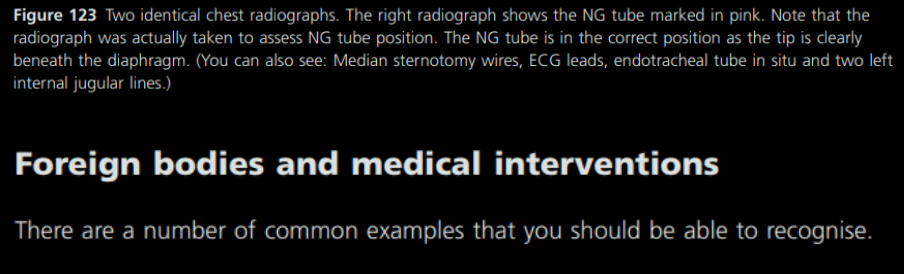 Figure 123 Two identical chest radiographs. The right radiograph shows the NG tube marked in pink. Note that the
radiograph was actually taken to assess NG tube position. The NG tube is in the correct position as the tip is clearly
beneath the diaphragm. (You can also see: Median sternotomy wires, ECG leads, endotracheal tube in situ and two left
internal jugular lines.)
Foreign bodies and medical interventions
There are a number of common examples that you should be able to recognise.